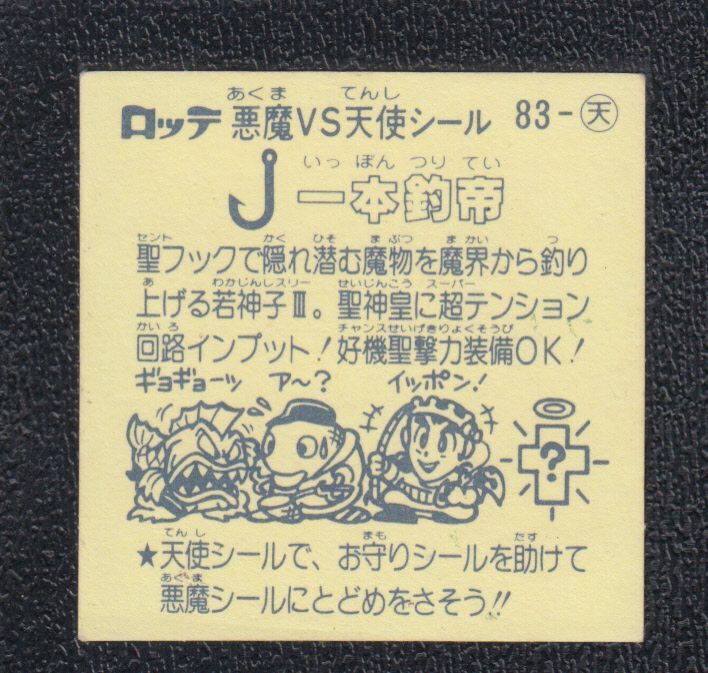 あくま てんし
ロッテ 悪魔VS天使シール 83-天
いっ ぽん つり てい
一本釣帝
セント かく ひそ まぶつ まかい つ
聖フックで隠れ潜む魔物を魔界から釣り
あ わかじんしスリー せいじんこう スーパー
上げる若神子Ⅲ。聖神皇に超テンション
かいろ チャンスせいげきりょくそうび
回路インプット!好機聖撃力装備OK!
ギョギョーッ ア〜? イッポン!
?
てんし まも たす
★天使シールで、お守りシールを助けて
あくま
悪魔シールにとどめをさそう!!